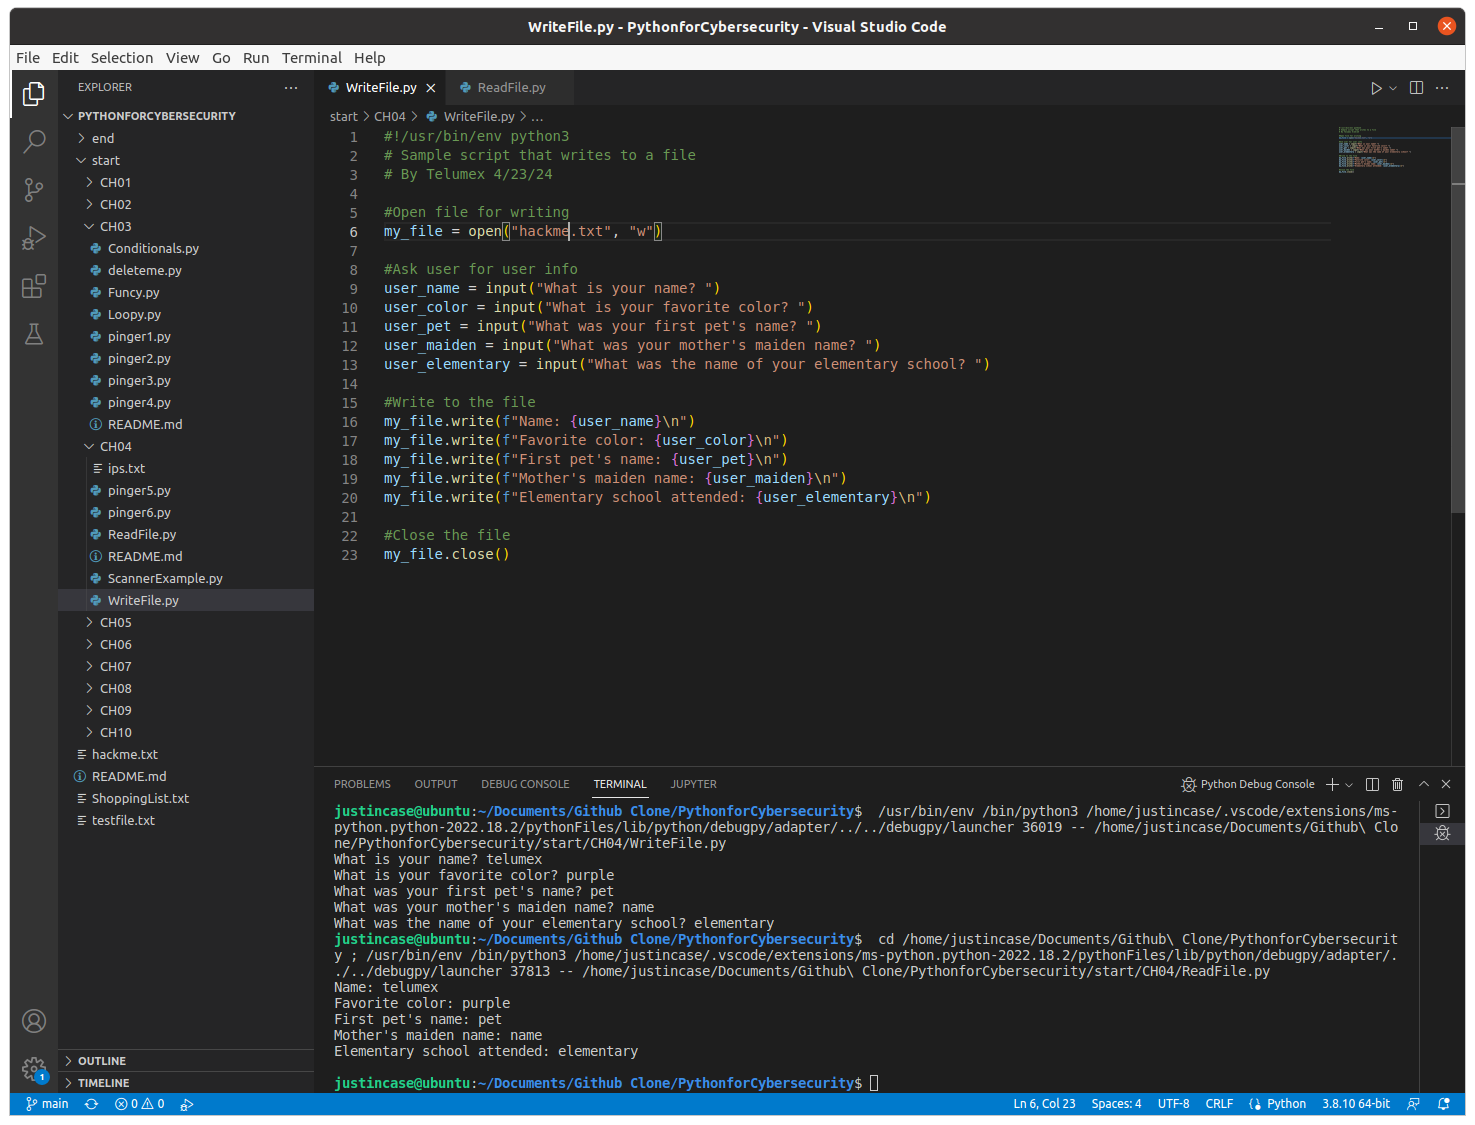 WriteFile.py - PythonforCybersecurity - Visual Studio Code
File Edit Selection View Go Run Terminal Help
EXPLORER
PYTHONFORCYBERSECURITY
end
start
CH01
CH02
CH03
Conditionals.py
deleteme.py
Funcy.py
Loopy.py
pinger1.py
pinger2.py
pinger3.py
pinger4.py
README.md
CH04
ips.txt
pinger5.py
pinger6.py
ReadFile.py
README.md
ScannerExample.py
WriteFile.py
CH05
CH06
CH07
CH08
CH09
CH10
hackme.txt
README.md
ShoppingList.txt
testfile.txt
OUTLINE
TIMELINE
WriteFile.py ReadFile.py
start > CH04 > WriteFile.py > ...
1 #!/usr/bin/env python3
2 # Sample script that writes to a file
3 # By Telumex 4/23/24
4
5 #Open file for writing
6 my_file = open("hackme.txt", "w")
7
8 #Ask user for user info
9 user_name = input("What is your name? ")
10 user_color = input("What is your favorite color? ")
11 user_pet = input("What was your first pet's name? ")
12 user_maiden = input("What was your mother's maiden name? ")
13 user_elementary = input("What was the name of your elementary school? ")
14
15 #Write to the file
16 my_file.write(f"Name: {user_name}\n")
17 my_file.write(f"Favorite color: {user_color}\n")
18 my_file.write(f"First pet's name: {user_pet}\n")
19 my_file.write(f"Mother's maiden name: {user_maiden}\n")
20 my_file.write(f"Elementary school attended: {user_elementary}\n")
21
22 #Close the file
23 my_file.close()
PROBLEMS OUTPUT DEBUG CONSOLE TERMINAL JUPYTER
Python Debug Console
justincase@ubuntu:~/Documents/Github Clone/PythonforCybersecurity$  /usr/bin/env /bin/python3 /home/justincase/.vscode/extensions/ms-
python.python-2022.18.2/pythonFiles/lib/python/debugpy/adapter/../../debugpy/launcher 36019 -- /home/justincase/Documents/Github\ Clo
ne/PythonforCybersecurity/start/CH04/WriteFile.py
What is your name? telumex
What is your favorite color? purple
What was your first pet's name? pet
What was your mother's maiden name? name
What was the name of your elementary school? elementary
justincase@ubuntu:~/Documents/Github Clone/PythonforCybersecurity$  cd /home/justincase/Documents/Github\ Clone/PythonforCybersecurit
y ; /usr/bin/env /bin/python3 /home/justincase/.vscode/extensions/ms-python.python-2022.18.2/pythonFiles/lib/python/debugpy/adapter/.
./../debugpy/launcher 37813 -- /home/justincase/Documents/Github\ Clone/PythonforCybersecurity/start/CH04/ReadFile.py
Name: telumex
Favorite color: purple
First pet's name: pet
Mother's maiden name: name
Elementary school attended: elementary
justincase@ubuntu:~/Documents/Github Clone/PythonforCybersecurity$
1
main 0 0 Ln 6, Col 23 Spaces: 4 UTF-8 CRLF Python 3.8.10 64-bit